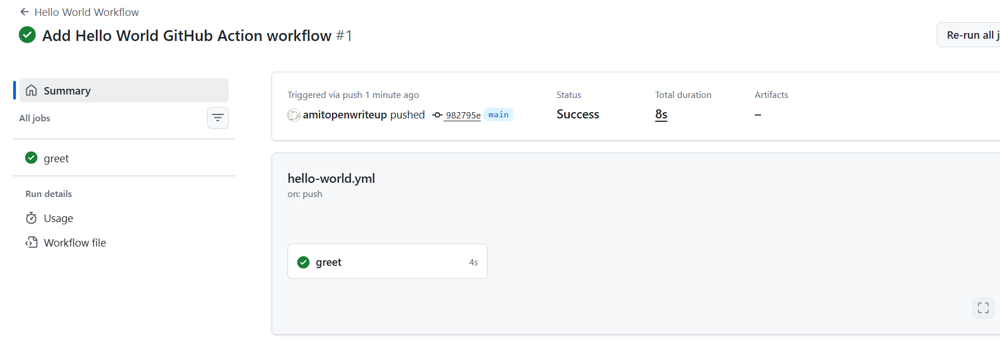 Hello World Workflow
Add Hello World GitHub Action workflow #1
Re-run all j
Summary
All jobs
greet
Run details
Usage
Workflow file
Triggered via push 1 minute ago
amitopenwriteup pushed 982795e main
Status
Success
Total duration
8s
Artifacts
–
hello-world.yml
on: push
greet 4s